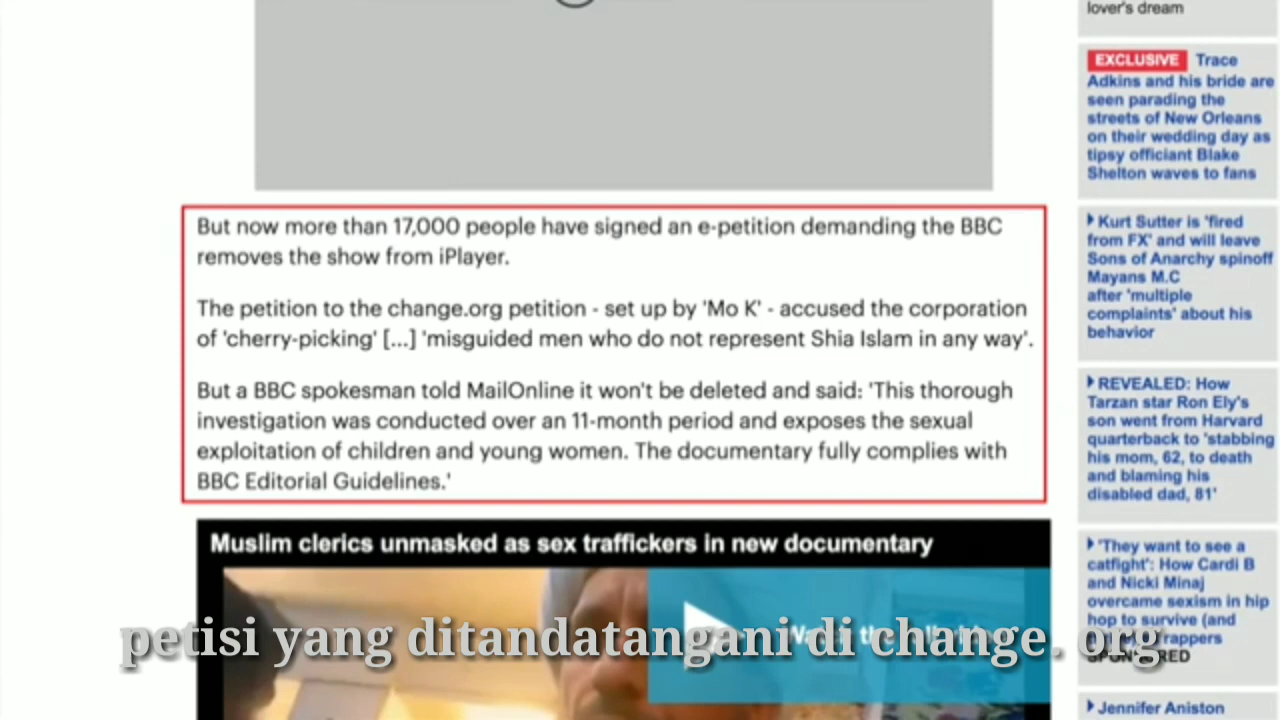 But now more than 17,000 people have signed an e-petition demanding the BBC
removes the show from iPlayer.
The petition to the change.org petition - set up by 'Mo K' - accused the corporation
of 'cherry-picking' [...] 'misguided men who do not represent Shia Islam in any way'.
But a BBC spokesman told MailOnline it won't be deleted and said: 'This thorough
investigation was conducted over an 11-month period and exposes the sexual
exploitation of children and young women. The documentary fully complies with
BBC Editorial Guidelines.'
Muslim clerics unmasked as sex traffickers in new documentary
petisi yang ditandatangani di change. org
lover's dream
EXCLUSIVE Trace
Adkins and his bride are
seen parading the
streets of New Orleans
on their wedding day as
tipsy officiant Blake
Shelton waves to fans
Kurt Sutter is 'fired
from FX' and will leave
Sons of Anarchy spinoff
Mayans M.C
after 'multiple
complaints' about his
behavior
REVEALED: How
Tarzan star Ron Ely's
son went from Harvard
quarterback to 'stabbing
his mom, 62, to death
and blaming his
disabled dad, 81'
'They want to see a
catfight': How Cardi B
and Nicki Minaj
overcame sexism in hip
hop to survive (and
rappers
SPONSORED
Jennifer Aniston